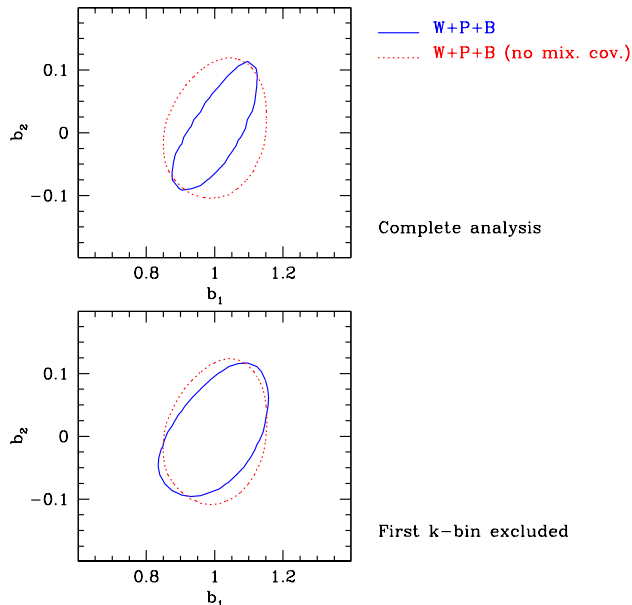 W+P+B
W+P+B (no mix. cov.)
0.1
0
−0.1
b2
0.8
1
1.2
b1
Complete analysis
0.1
0
−0.1
b2
0.8
1
1.2
b1
First k−bin excluded